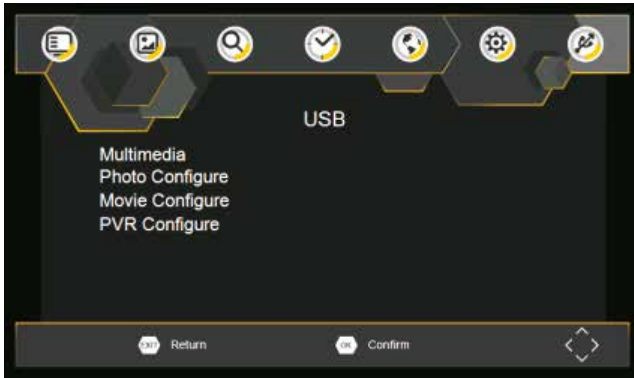 USB
Multimedia
Photo Configure
Movie Configure
PVR Configure
EXIT Return
OK Confirm